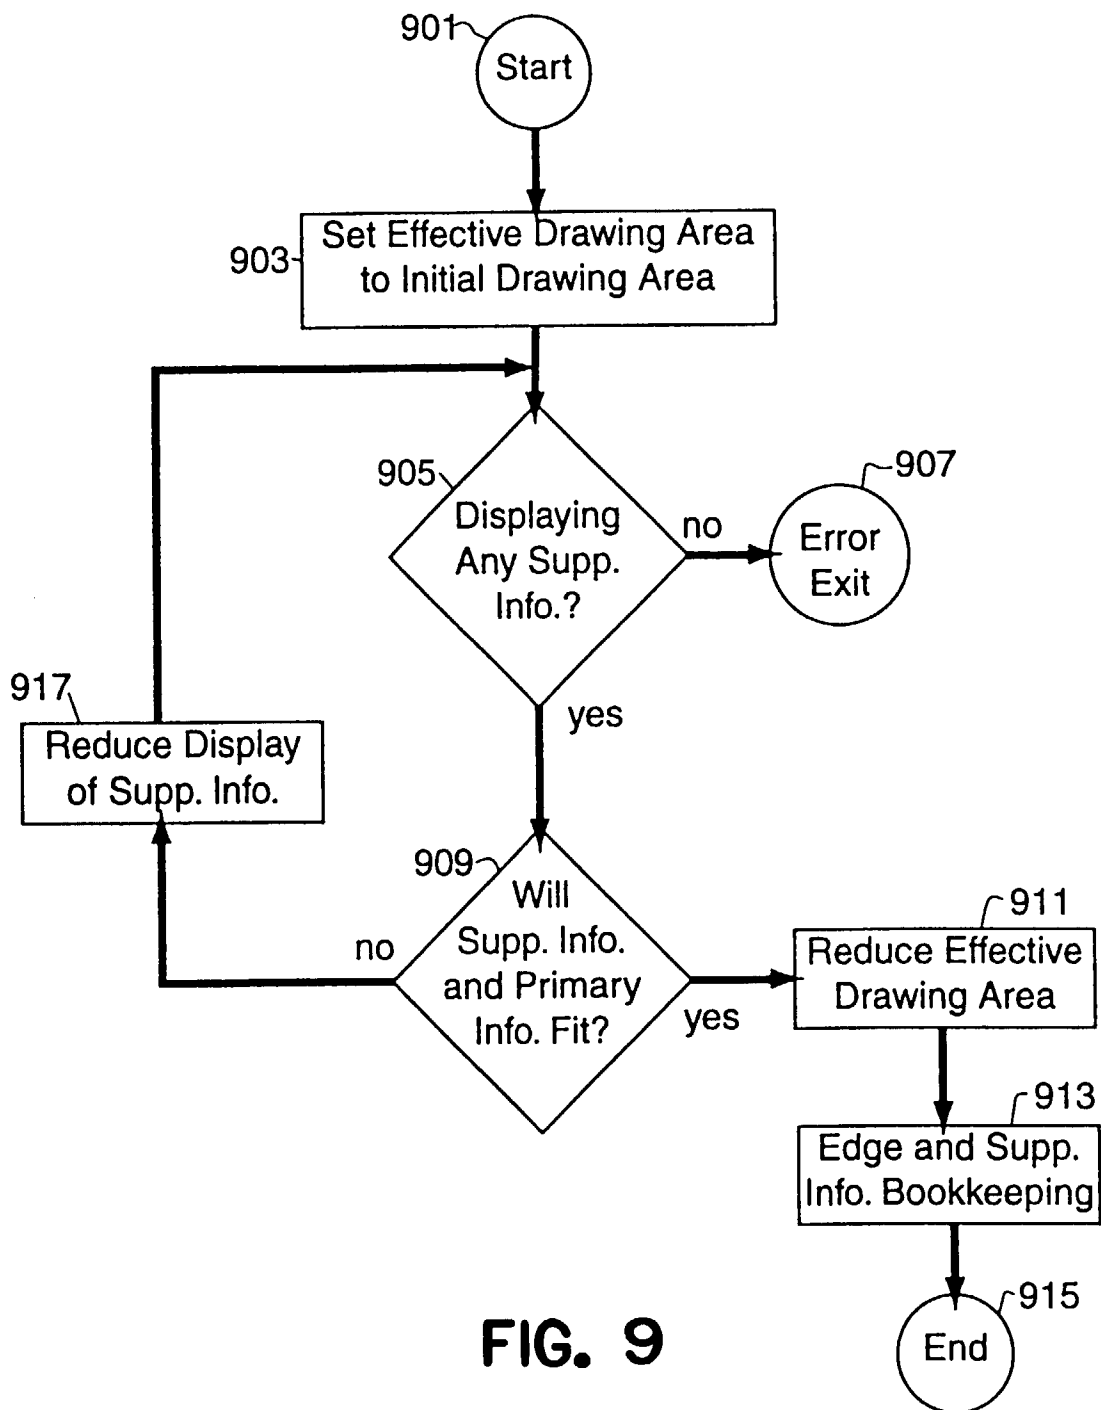 901
Start
903
Set Effective Drawing Area
to Initial Drawing Area
905
Displaying
Any Supp.
Info.?
no
907
Error
Exit
yes
917
Reduce Display
of Supp. Info.
909
Will
Supp. Info.
and Primary
Info. Fit?
no
yes
911
Reduce Effective
Drawing Area
913
Edge and Supp.
Info. Bookkeeping
915
End
FIG. 9